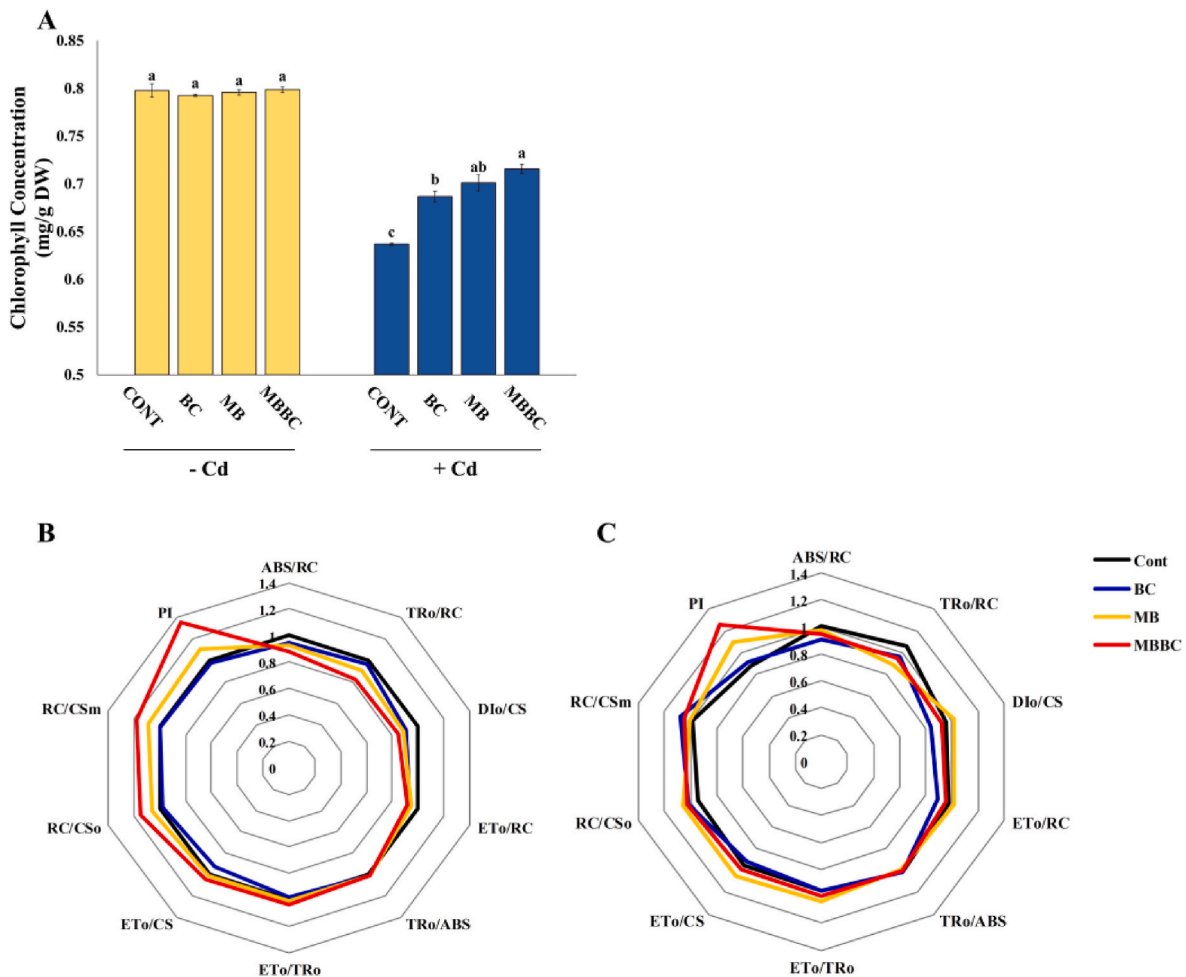 A
Chlorophyll Concentration
(mg/g DW)
0.85
0.8
0.75
0.7
0.65
0.6
0.55
0.5
a
a
a
a
c
b
ab
a
CONT
BC
MB
MBBC
CONT
BC
MB
MBBC
- Cd
+ Cd
B
ABS/RC
TRo/RC
DIo/CS
ETo/RC
TRo/ABS
ETo/TRo
ETo/CS
RC/CSo
RC/CSm
PI
1.4
1.2
1
0.8
0.6
0.4
0.2
0
C
ABS/RC
TRo/RC
DIo/CS
ETo/RC
TRo/ABS
ETo/TRo
ETo/CS
RC/CSo
RC/CSm
PI
1.4
1.2
1
0.8
0.6
0.4
0.2
0
Cont
BC
MB
MBBC